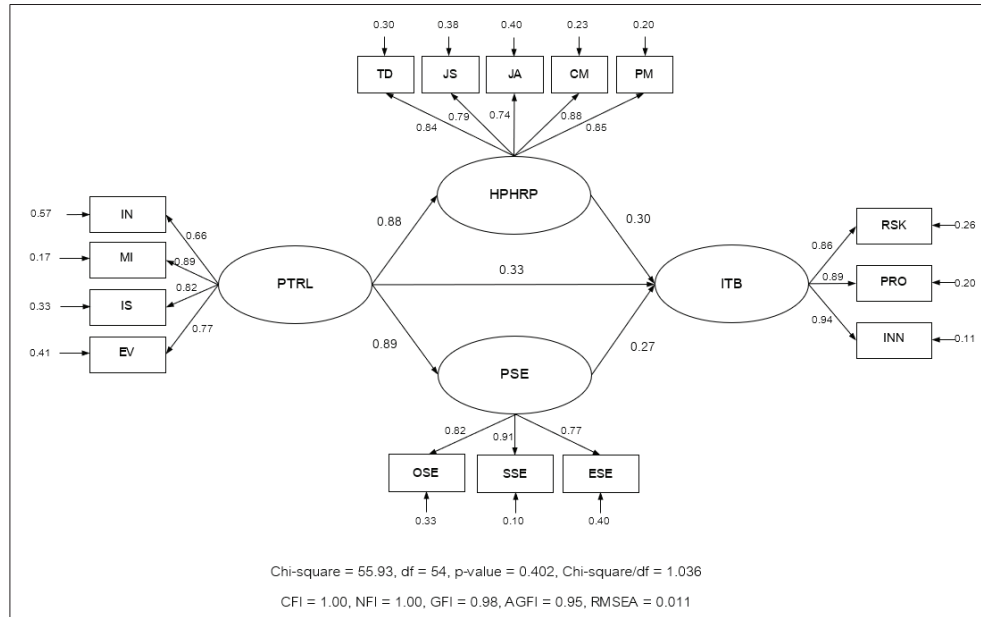 0.30 0.38 0.40 0.23 0.20
TD JS JA CM PM
0.84 0.79 0.74 0.88 0.85
HPHRP
0.57 IN
0.66
0.17 MI
0.89
0.33 IS
0.82
0.41 EV
0.77
PTRL
0.88
0.33
0.89
0.30
0.27
ITB
0.86 RSK 0.26
0.89 PRO 0.20
0.94 INN 0.11
PSE
0.82 0.91 0.77
OSE SSE ESE
0.33 0.10 0.40
Chi-square = 55.93, df = 54, p-value = 0.402, Chi-square/df = 1.036
CFI = 1.00, NFI = 1.00, GFI = 0.98, AGFI = 0.95, RMSEA = 0.011